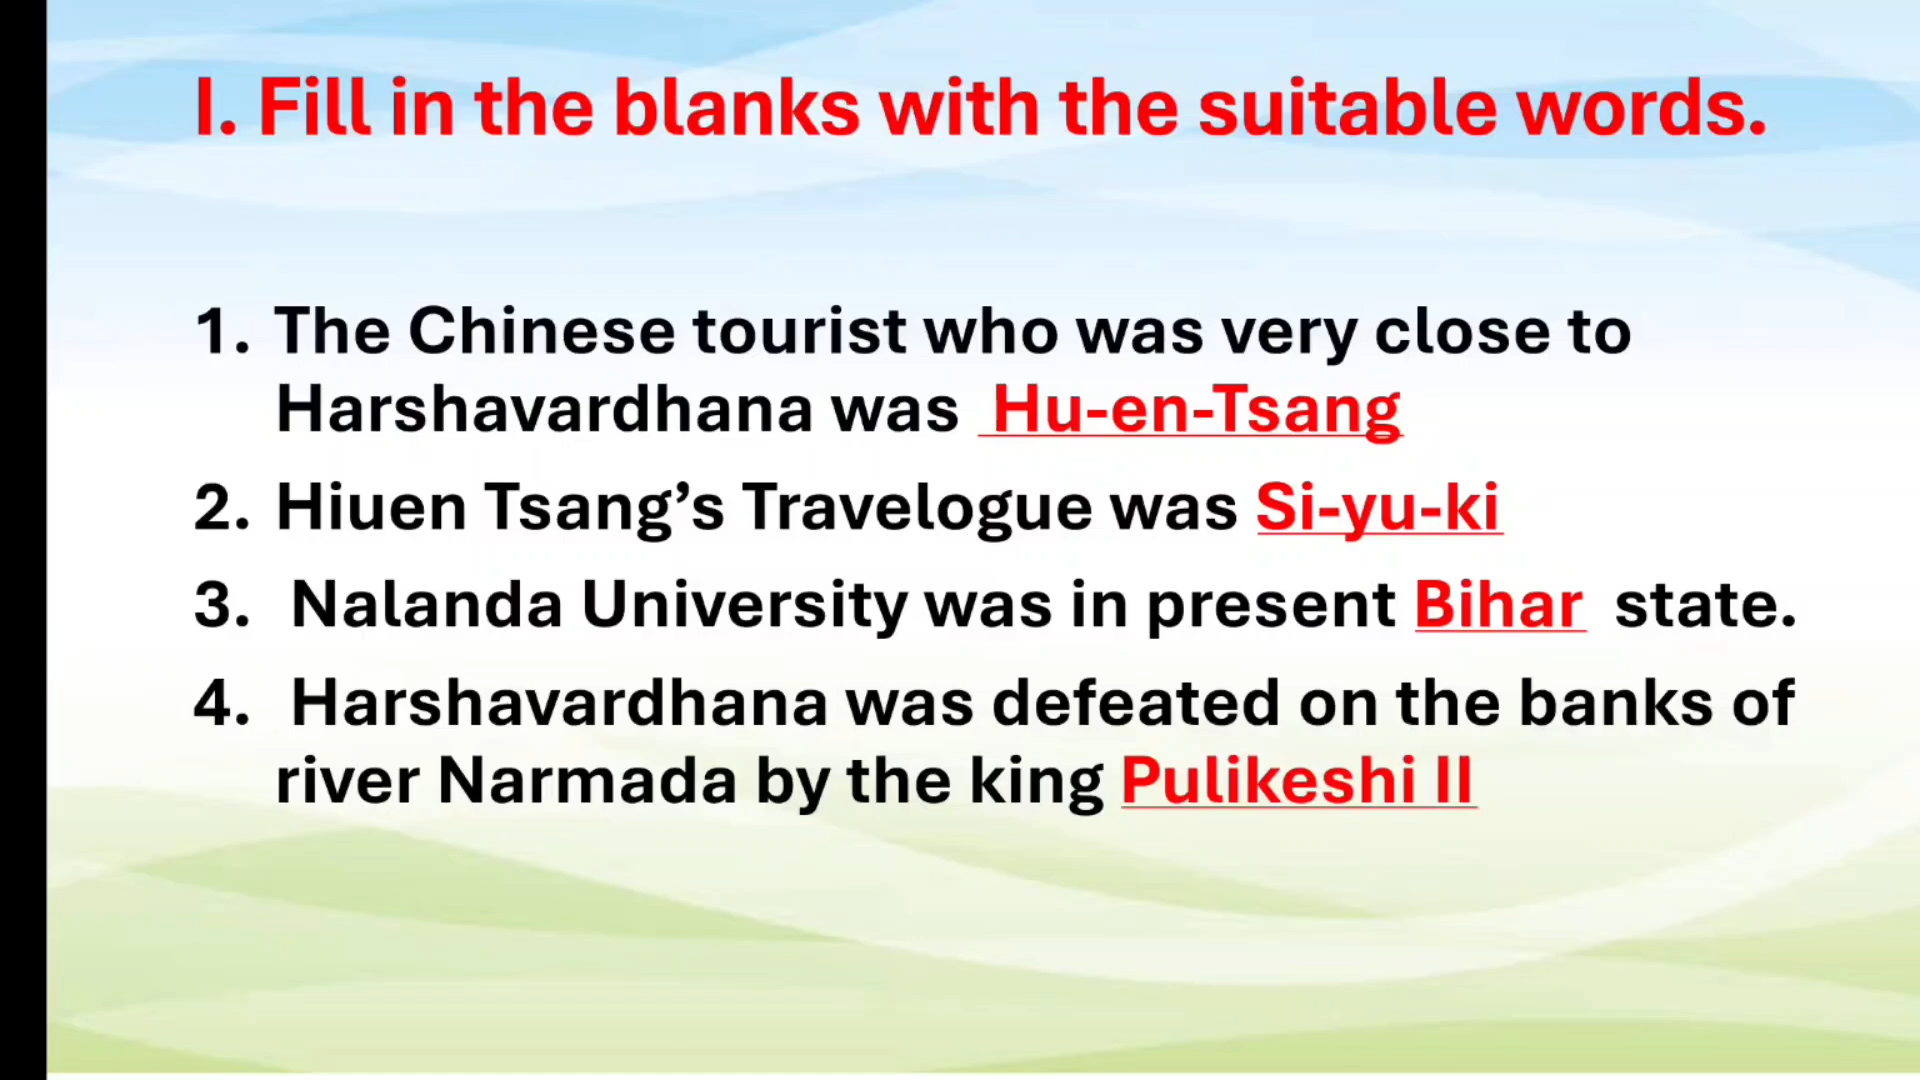 I. Fill in the blanks with the suitable words.
1. The Chinese tourist who was very close to
Harshavardhana was Hu-en-Tsang
2. Hiuen Tsang’s Travelogue was Si-yu-ki
3. Nalanda University was in present Bihar state.
4. Harshavardhana was defeated on the banks of
river Narmada by the king Pulikeshi II